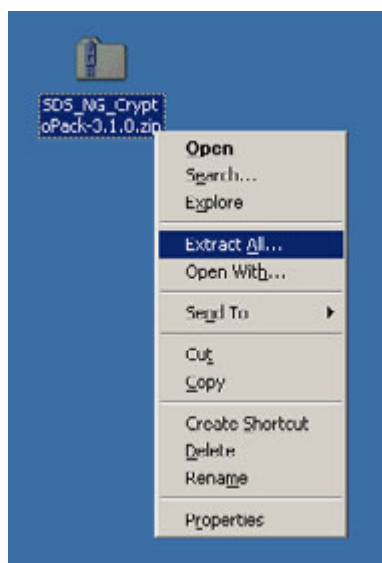 SDS_NG_Crypt
oPack-3.1.0.zip
Open
Search...
Explore
Extract All...
Open With...
Send To
Cut
Copy
Create Shortcut
Delete
Rename
Properties